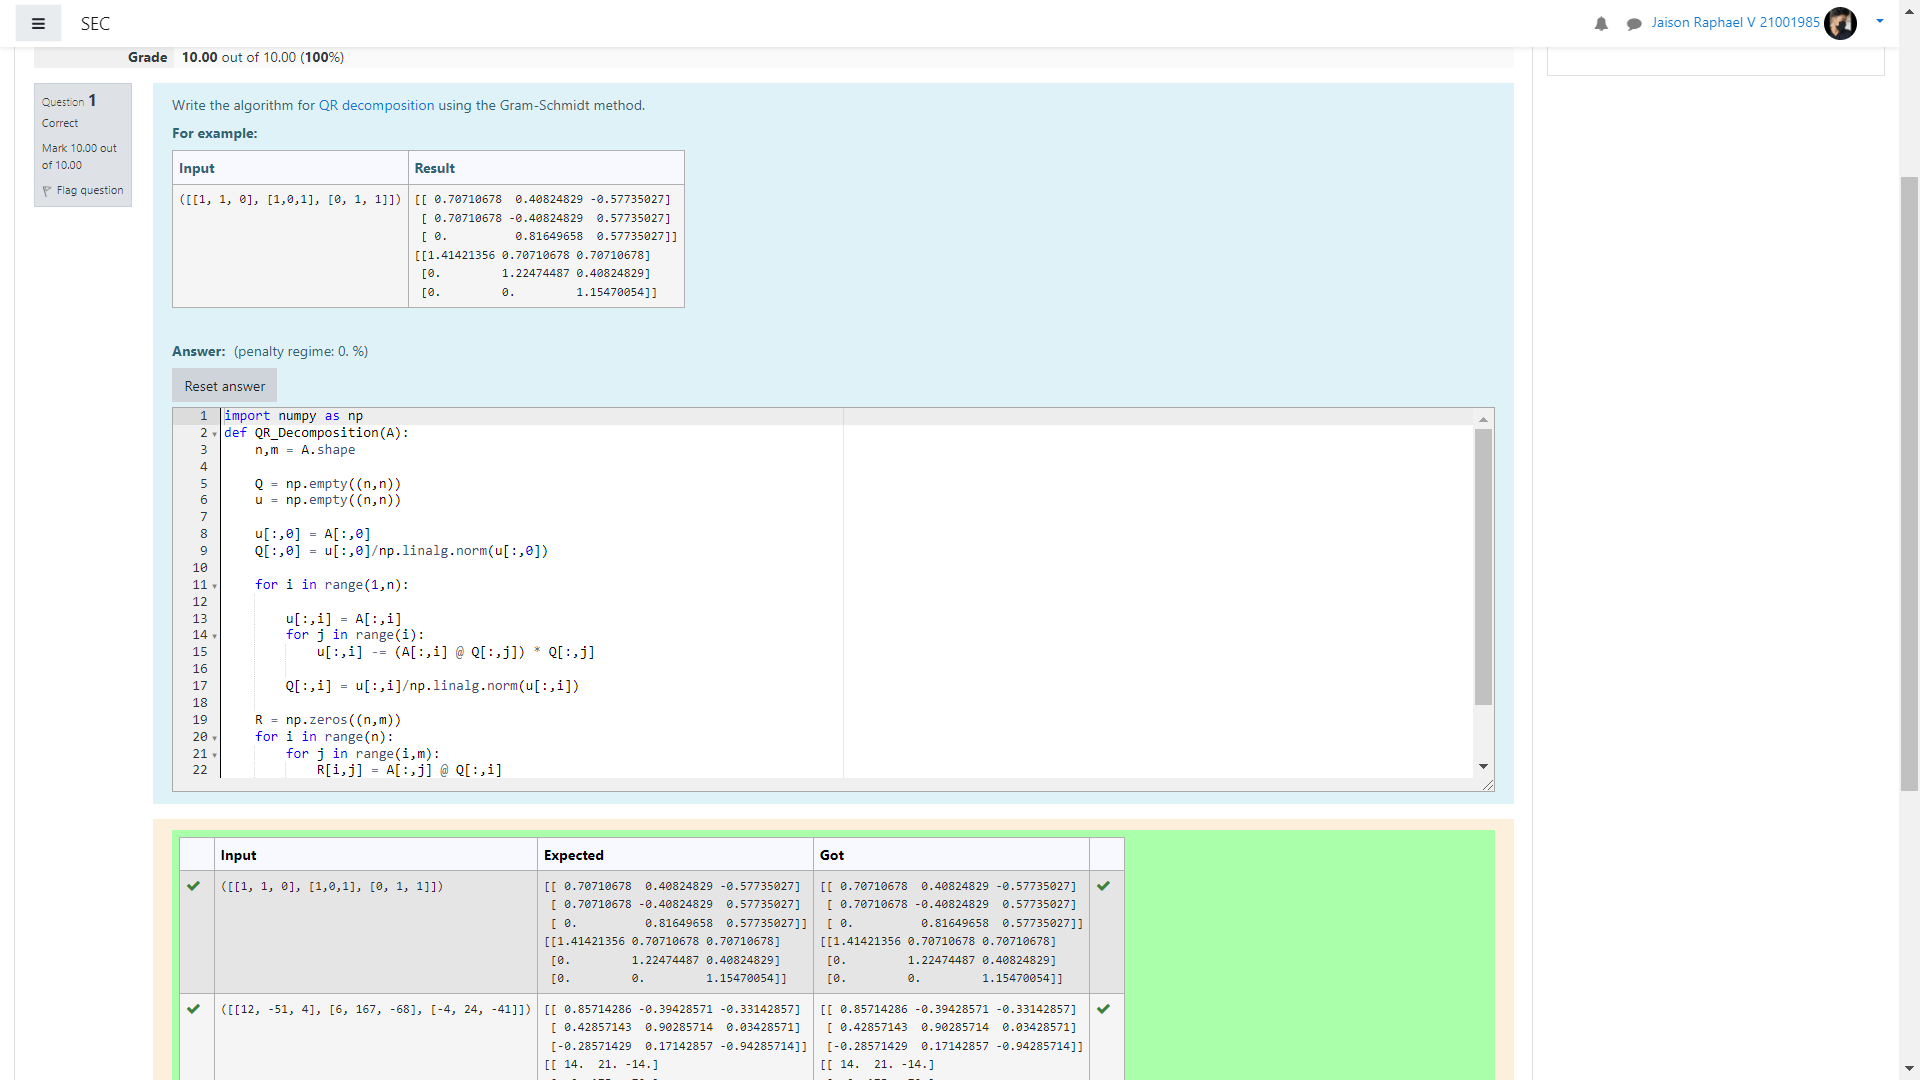 SEC
Jaison Raphael V 21001985
Grade 10.00 out of 10.00 (100%)
Question 1
Correct
Mark 10.00 out
of 10.00
Flag question
Write the algorithm for QR decomposition using the Gram-Schmidt method.
For example:
Input Result
([[1, 1, 0], [1,0,1], [0, 1, 1]]) [[ 0.70710678  0.40824829 -0.57735027]
[ 0.70710678 -0.40824829  0.57735027]
[ 0.          0.81649658  0.57735027]]
[[1.41421356 0.70710678 0.70710678]
[0.         1.22474487 0.40824829]
[0.         0.         1.15470054]]
Answer: (penalty regime: 0. %)
Reset answer
1 import numpy as np
2 def QR_Decomposition(A):
3     n,m = A.shape
4
5     Q = np.empty((n,n))
6     u = np.empty((n,n))
7
8     u[:,0] = A[:,0]
9     Q[:,0] = u[:,0]/np.linalg.norm(u[:,0])
10
11     for i in range(1,n):
12
13         u[:,i] = A[:,i]
14         for j in range(i):
15             u[:,i] -= (A[:,i] @ Q[:,j]) * Q[:,j]
16
17         Q[:,i] = u[:,i]/np.linalg.norm(u[:,i])
18
19     R = np.zeros((n,m))
20     for i in range(n):
21         for j in range(i,m):
22             R[i,j] = A[:,j] @ Q[:,i]
Input Expected Got
([[1, 1, 0], [1,0,1], [0, 1, 1]]) [[ 0.70710678  0.40824829 -0.57735027] [[ 0.70710678  0.40824829 -0.57735027]
[ 0.70710678 -0.40824829  0.57735027] [ 0.70710678 -0.40824829  0.57735027]
[ 0.          0.81649658  0.57735027]] [ 0.          0.81649658  0.57735027]]
[[1.41421356 0.70710678 0.70710678] [[1.41421356 0.70710678 0.70710678]
[0.         1.22474487 0.40824829] [0.         1.22474487 0.40824829]
[0.         0.         1.15470054]] [0.         0.         1.15470054]]
([[12, -51, 4], [6, 167, -68], [-4, 24, -41]]) [[ 0.85714286 -0.39428571 -0.33142857] [[ 0.85714286 -0.39428571 -0.33142857]
[ 0.42857143  0.90285714  0.03428571] [ 0.42857143  0.90285714  0.03428571]
[-0.28571429  0.17142857 -0.94285714]] [-0.28571429  0.17142857 -0.94285714]]
[[ 14.  21. -14.] [[ 14.  21. -14.]